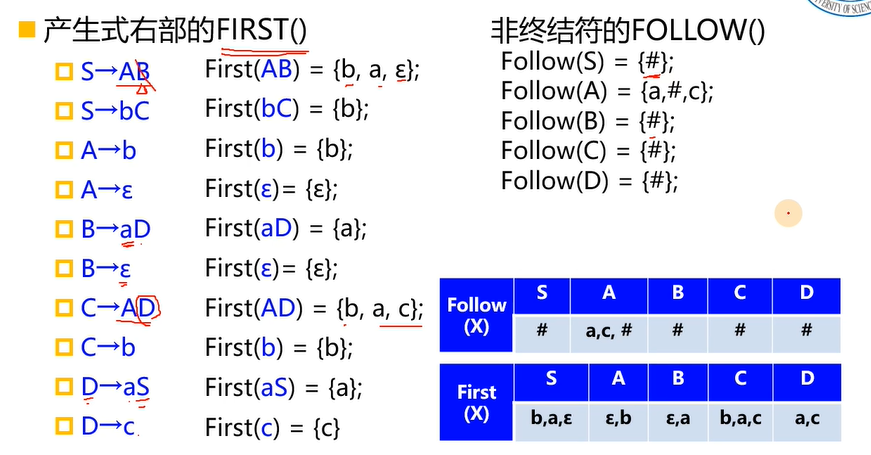 产生式右部的FIRST()
S→AB First(AB) = {b, a, ε};
S→bC First(bC) = {b};
A→b First(b) = {b};
A→ε First(ε)= {ε};
B→aD First(aD) = {a};
B→ε First(ε)= {ε};
C→AD First(AD) = {b, a, c};
C→b First(b) = {b};
D→aS First(aS) = {a};
D→c First(c) = {c}
非终结符的FOLLOW()
Follow(S) = {#};
Follow(A) = {a,#,c};
Follow(B) = {#};
Follow(C) = {#};
Follow(D) = {#};
Follow (X) S A B C D
# a,c, # # # #
First (X) S A B C D
b,a,ε ε,b ε,a b,a,c a,c